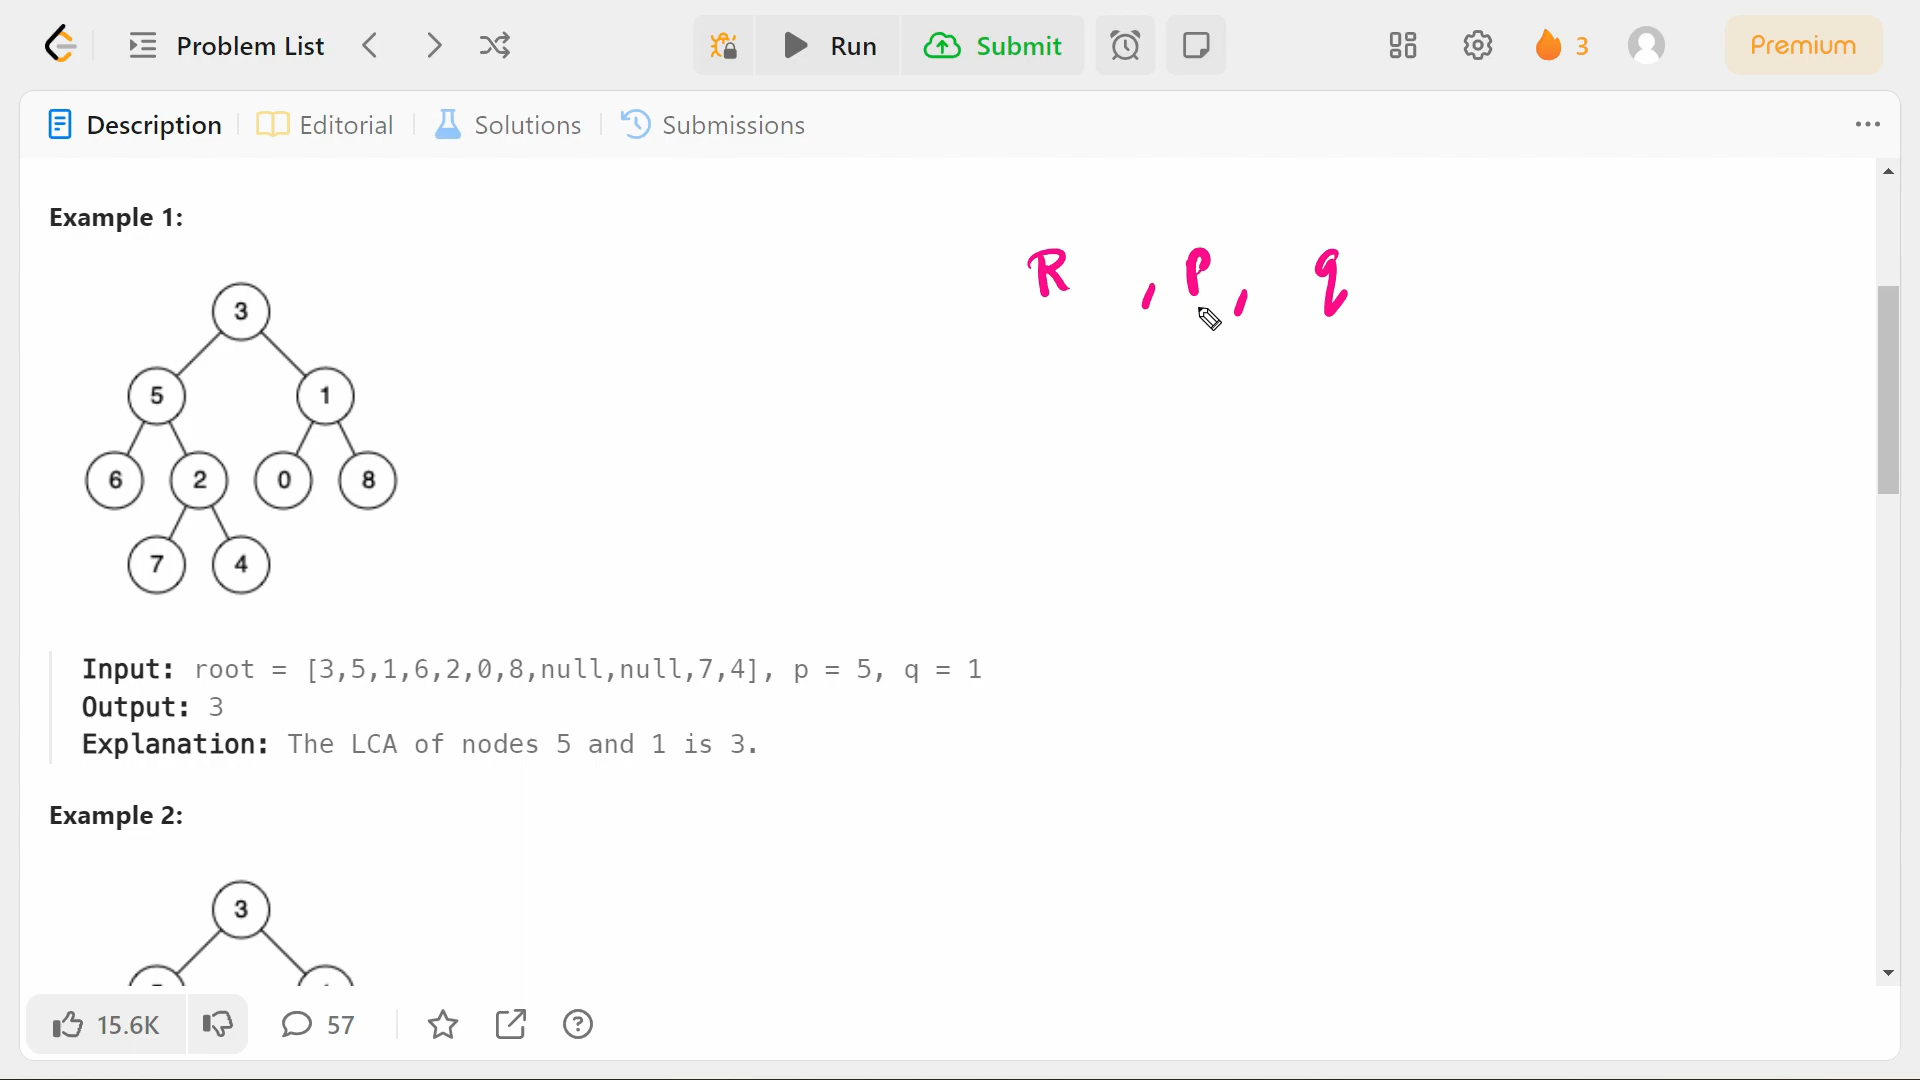 Problem List
Run
Submit
3
Premium
Description
Editorial
Solutions
Submissions
Example 1:
R , P, q
3
5 1
6 2 0 8
7 4
Input: root = [3,5,1,6,2,0,8,null,null,7,4], p = 5, q = 1
Output: 3
Explanation: The LCA of nodes 5 and 1 is 3.
Example 2:
3
15.6K
57